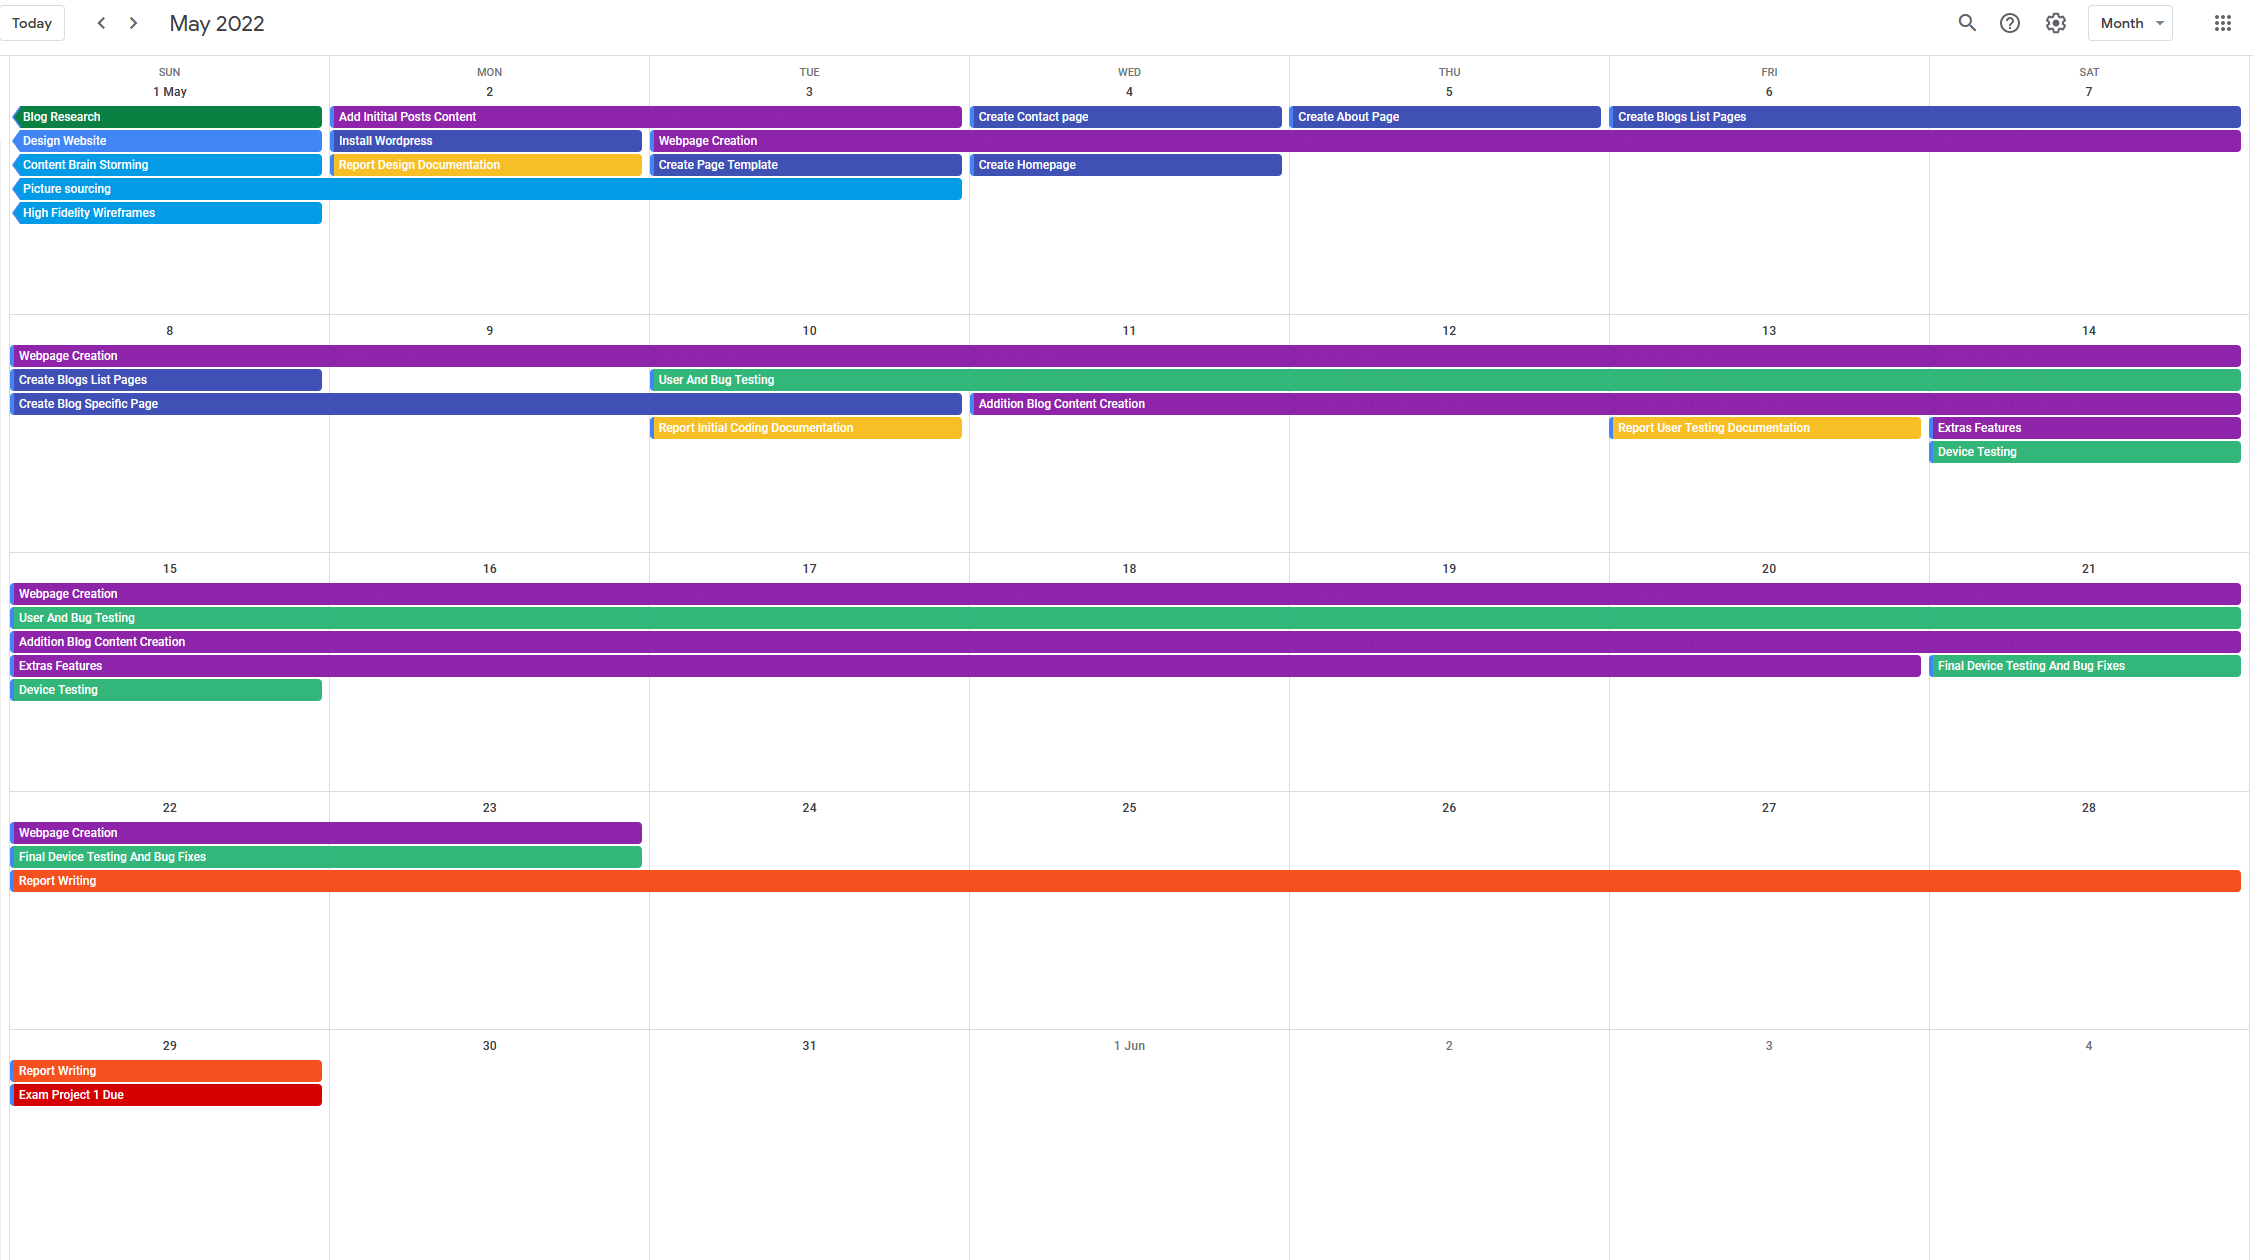 Today May 2022 Month
SUN MON TUE WED THU FRI SAT
1 May 2 3 4 5 6 7
Blog Research Add Initital Posts Content Create Contact page Create About Page Create Blogs List Pages
Design Website Install Wordpress Webpage Creation
Content Brain Storming Report Design Documentation Create Page Template Create Homepage
Picture sourcing
High Fidelity Wireframes
8 9 10 11 12 13 14
Webpage Creation
Create Blogs List Pages User And Bug Testing
Create Blog Specific Page Addition Blog Content Creation
Report Initial Coding Documentation Report User Testing Documentation Extras Features
Device Testing
15 16 17 18 19 20 21
Webpage Creation
User And Bug Testing
Addition Blog Content Creation
Extras Features Final Device Testing And Bug Fixes
Device Testing
22 23 24 25 26 27 28
Webpage Creation
Final Device Testing And Bug Fixes
Report Writing
29 30 31 1 Jun 2 3 4
Report Writing
Exam Project 1 Due